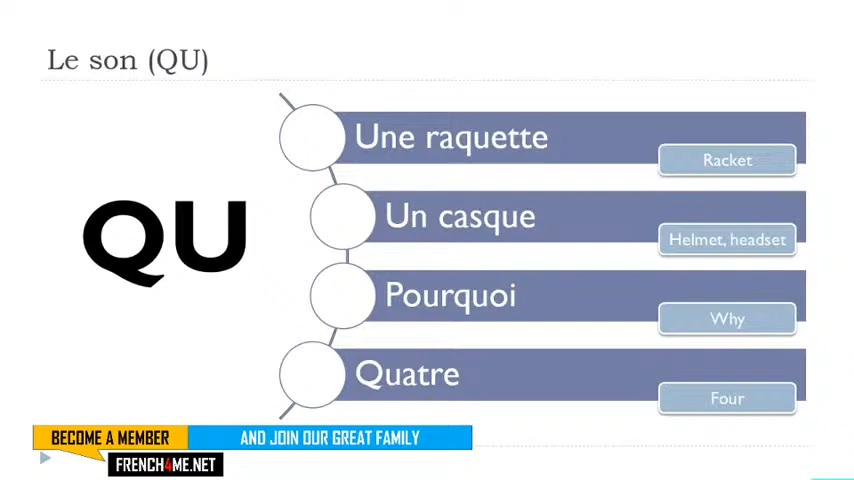 Le son (QU)
QU
Une raquette
Racket
Un casque
Helmet, headset
Pourquoi
Why
Quatre
Four
BECOME A MEMBER
AND JOIN OUR GREAT FAMILY
FRENCH4ME.NET